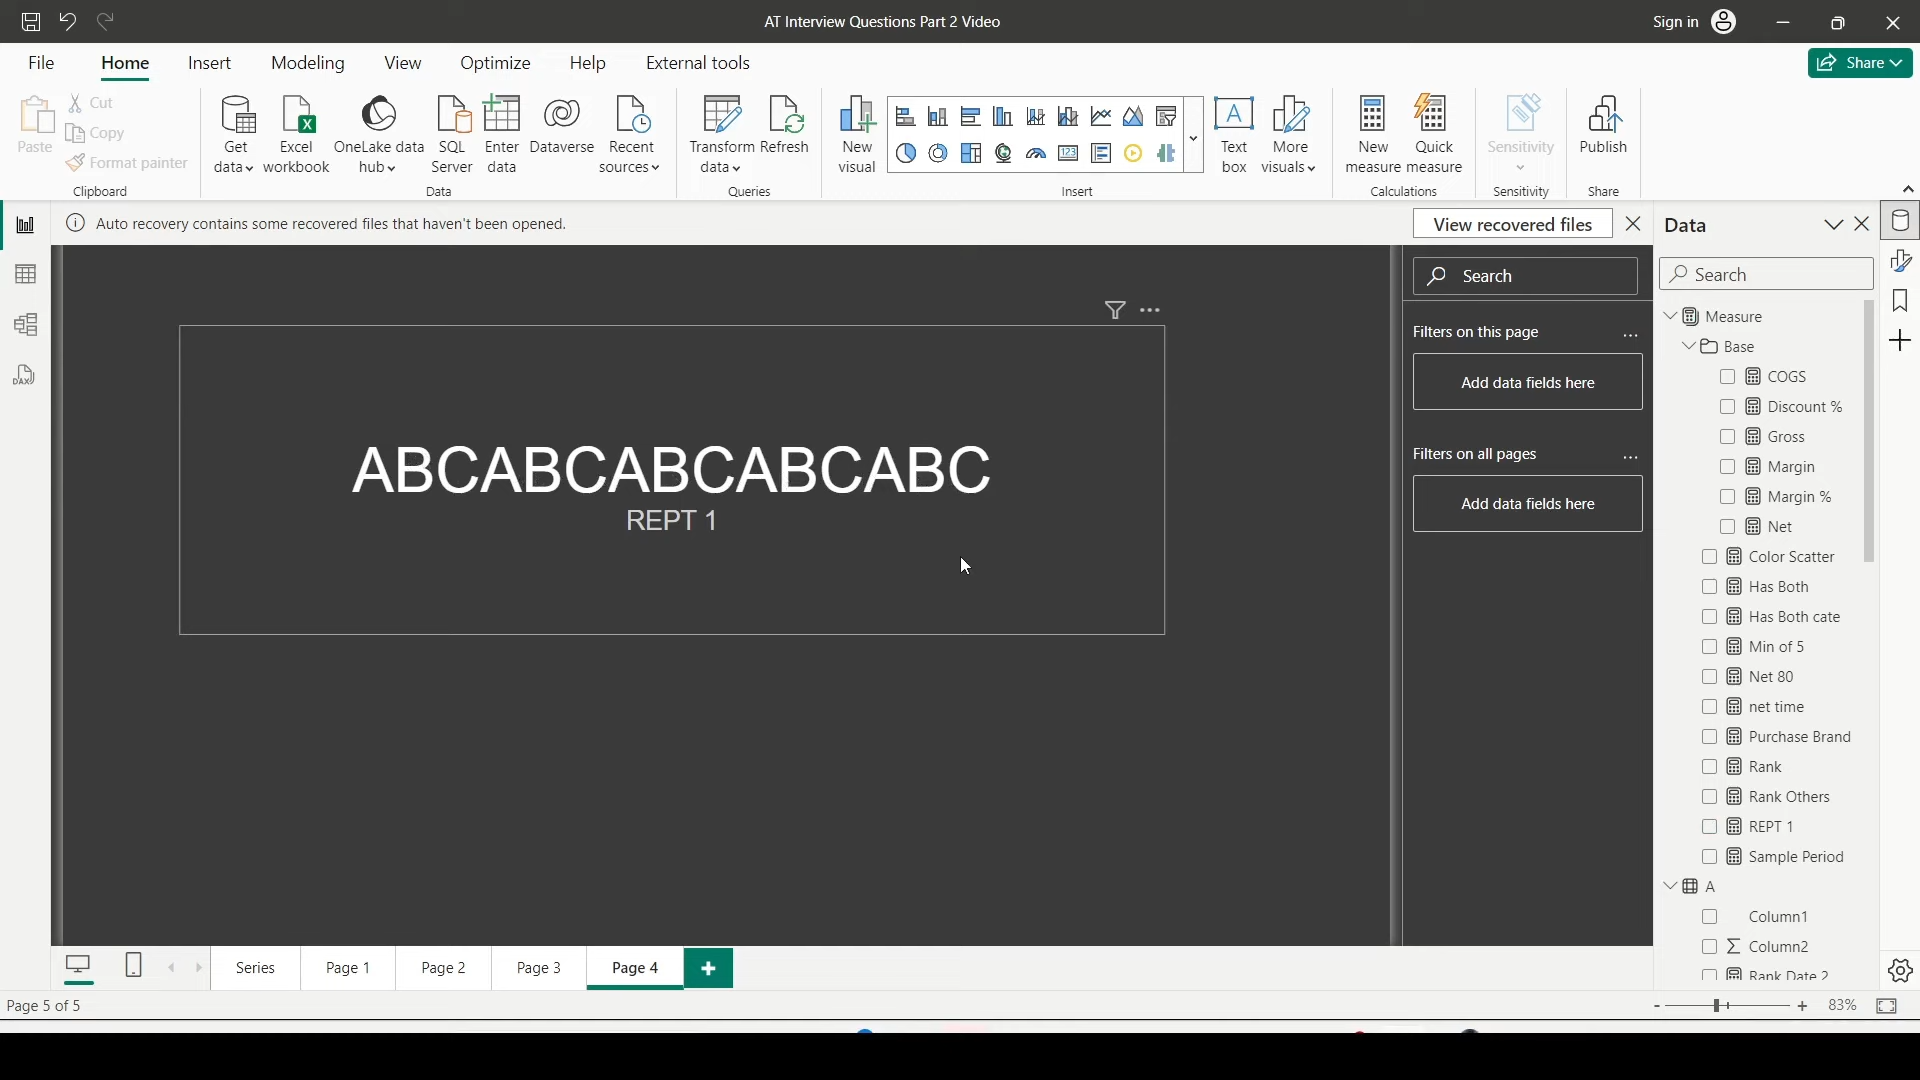 AT Interview Questions Part 2 Video
Sign in
File Home Insert Modeling View Optimize Help External tools
Share
Paste
Cut
Copy
Format painter
Clipboard
Get data
Excel workbook
OneLake data hub
SQL Server
Enter data
Dataverse
Recent sources
Data
Transform data
Refresh
Queries
New visual
123
A
Text box
More visuals
Insert
New measure
Quick measure
Calculations
Sensitivity
Sensitivity
Publish
Share
Auto recovery contains some recovered files that haven't been opened.
View recovered files
DAX
ABCABCABCABCABC
REPT 1
Search
Filters on this page
Add data fields here
Filters on all pages
Add data fields here
Data
Search
Measure
Base
COGS
Discount %
Gross
Margin
Margin %
Net
Color Scatter
Has Both
Has Both cate
Min of 5
Net 80
net time
Purchase Brand
Rank
Rank Others
REPT 1
Sample Period
A
Column1
Σ Column2
Rank Date 2
Series Page 1 Page 2 Page 3 Page 4 +
Page 5 of 5
- + 83%